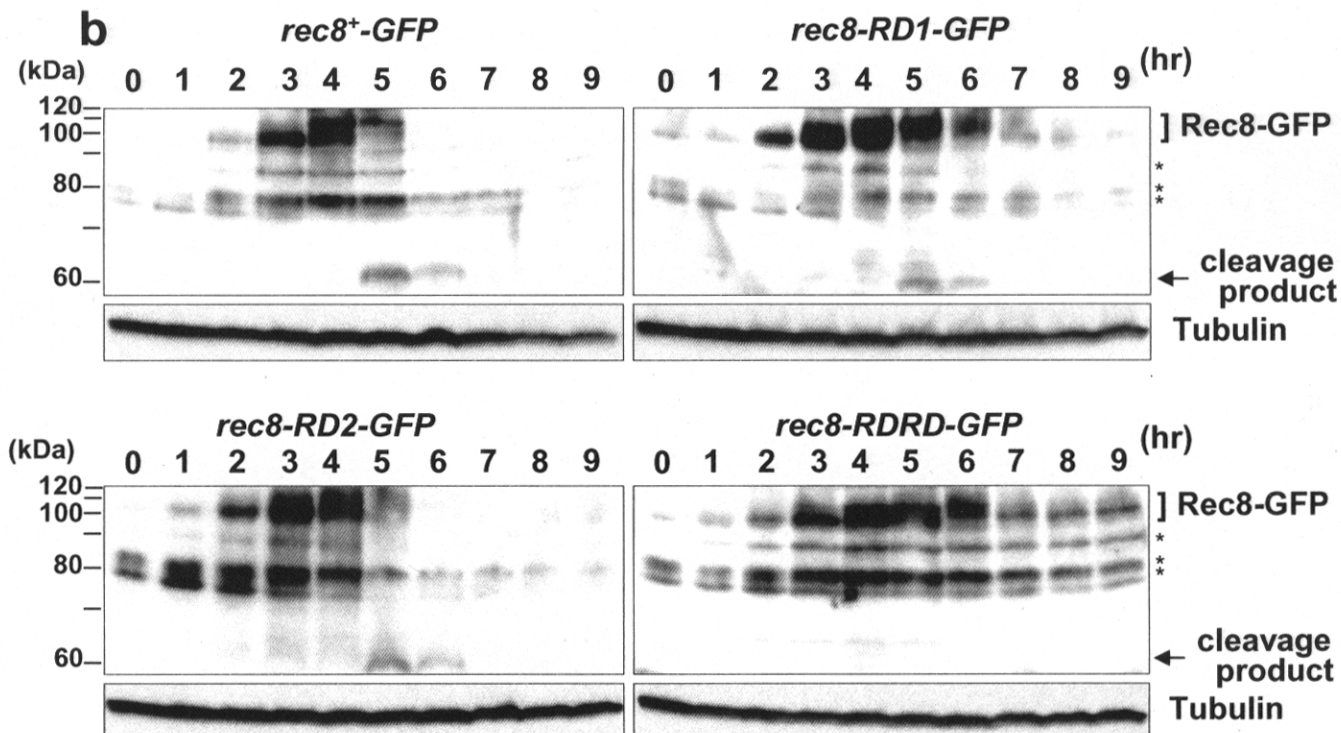 b
rec8+-GFP rec8-RD1-GFP
(kDa) 0 1 2 3 4 5 6 7 8 9 0 1 2 3 4 5 6 7 8 9 (hr)
120
100 ] Rec8-GFP
*
80 *
*
60 cleavage
product
Tubulin
rec8-RD2-GFP rec8-RDRD-GFP
(kDa) 0 1 2 3 4 5 6 7 8 9 0 1 2 3 4 5 6 7 8 9 (hr)
120
100 ] Rec8-GFP
*
80 *
*
60 cleavage
product
Tubulin